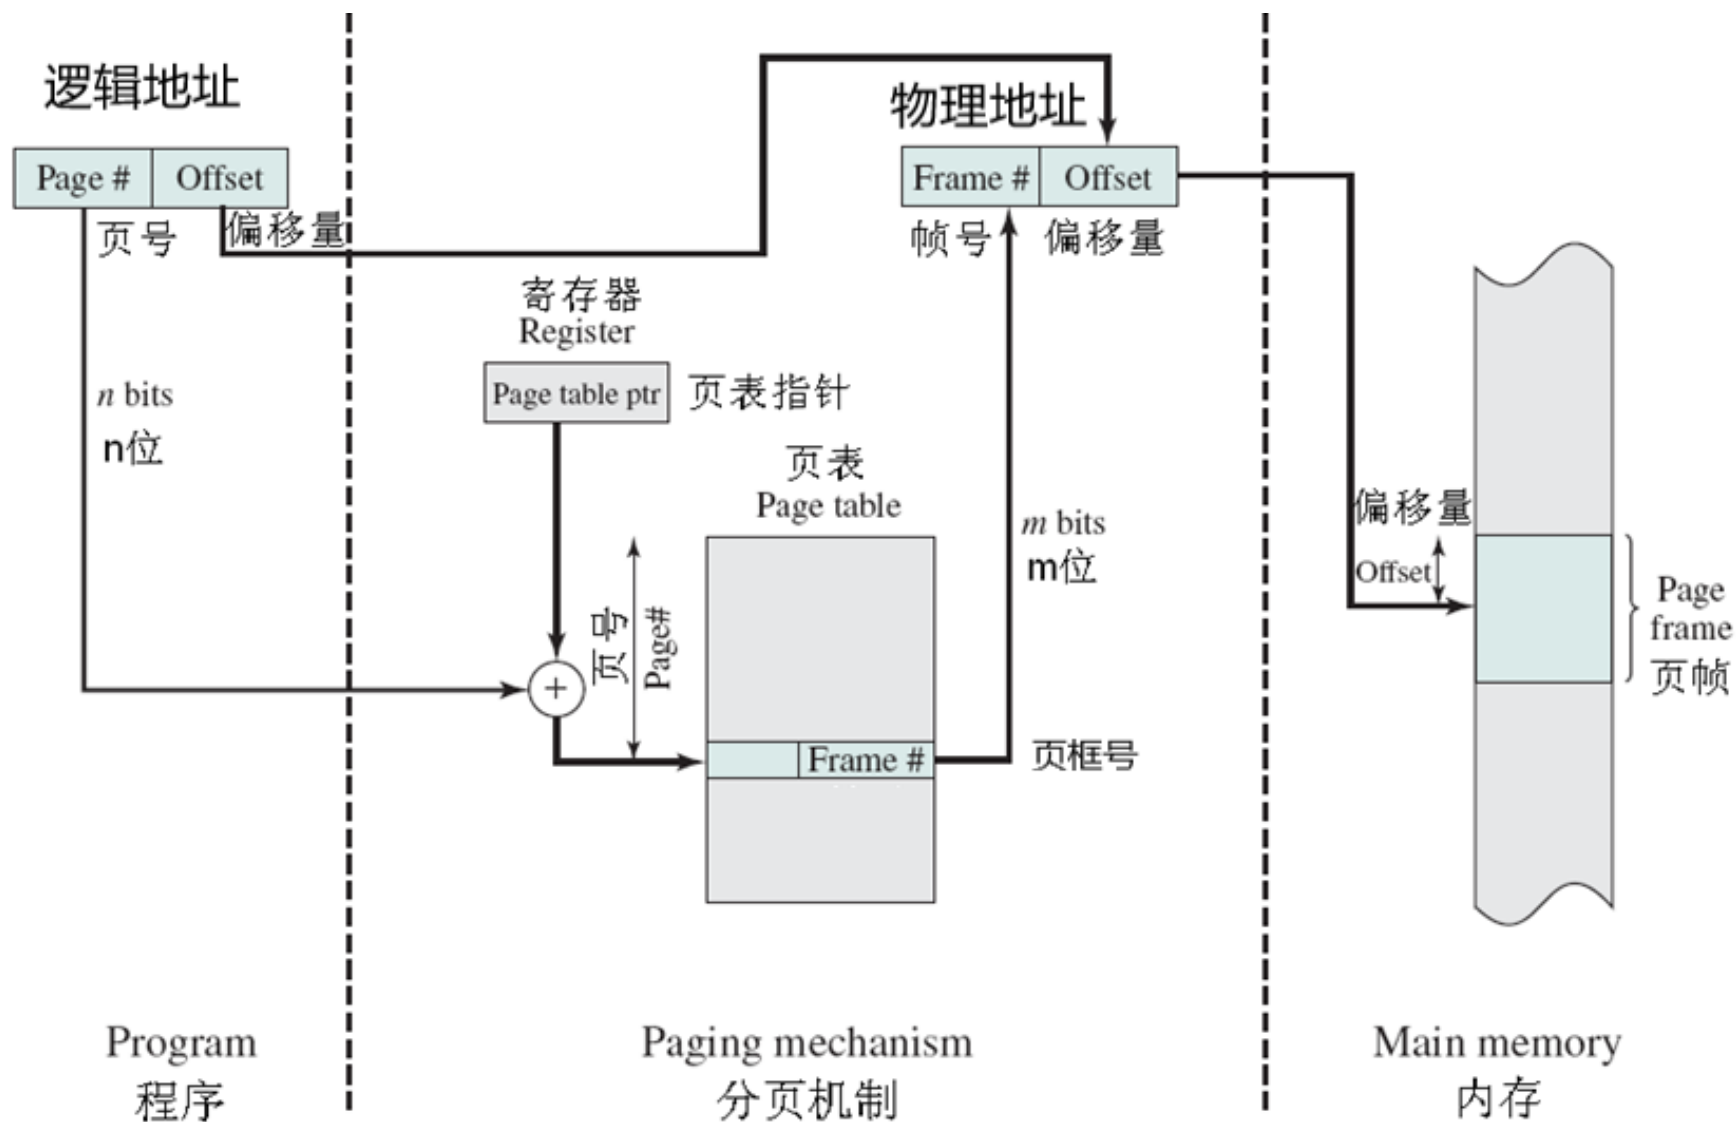 逻辑地址
Page #
Offset
页号
偏移量
n bits
n位
寄存器
Register
Page table ptr
页表指针
页表
Page table
页号
Page#
+
Frame #
页框号
m bits
m位
物理地址
Frame #
Offset
帧号
偏移量
偏移量
Offset
Page
frame
页帧
Program
程序
Paging mechanism
分页机制
Main memory
内存